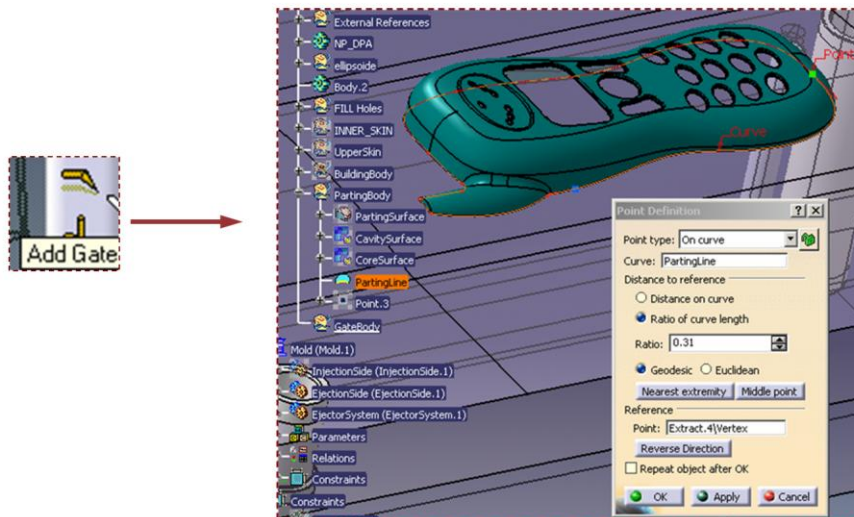 Add Gate
External References
NP_DPA
ellipsoide
Body.2
FILL Holes
INNER_SKIN
UpperSkin
BuildingBody
PartingBody
PartingSurface
CavitySurface
CoreSurface
PartingLine
Point.3
GateBody
Mold (Mold.1)
InjectionSide (InjectionSide.1)
EjectionSide (EjectionSide.1)
EjectorSystem (EjectorSystem.1)
Parameters
Relations
Constraints
Constraints
Point
Curve
Point Definition
Point type: On curve
Curve: PartingLine
Distance to reference
Distance on curve
Ratio of curve length
Ratio: 0.31
Geodesic Euclidean
Nearest extremity Middle point
Reference
Point: Extract.4\Vertex
Reverse Direction
Repeat object after OK
OK Apply Cancel